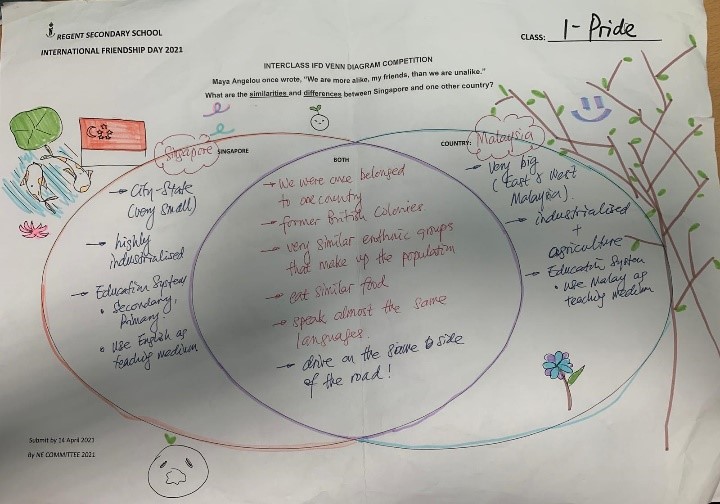 REGENT SECONDARY SCHOOL
INTERNATIONAL FRIENDSHIP DAY 2021
CLASS: 1- Pride
INTERCLASS IFD VENN DIAGRAM COMPETITION
Maya Angelou once wrote, "We are more alike, my friends, than we are unalike."
What are the similarities and differences between Singapore and one other country?
Singapore SINGAPORE
→ City-State
(very small)
→ highly
industrialised
→ Education System
• Secondary,
Primary.
• Use English as
teaching medium
BOTH
→ We were once belonged
to one country
→ former British Colonies.
→ very similar enthnic groups
that make up the population
→ eat similar food
→ speak almost the same
languages.
→ drive on the same side
of the road!
COUNTRY: Malaysia
→ Very big
(East & West
Malaysia).
→ industrialised
+
agriculture
→ Education System
• use Malay as
teaching medium
Submit by 14 April 2021
By NE COMMITTEE 2021